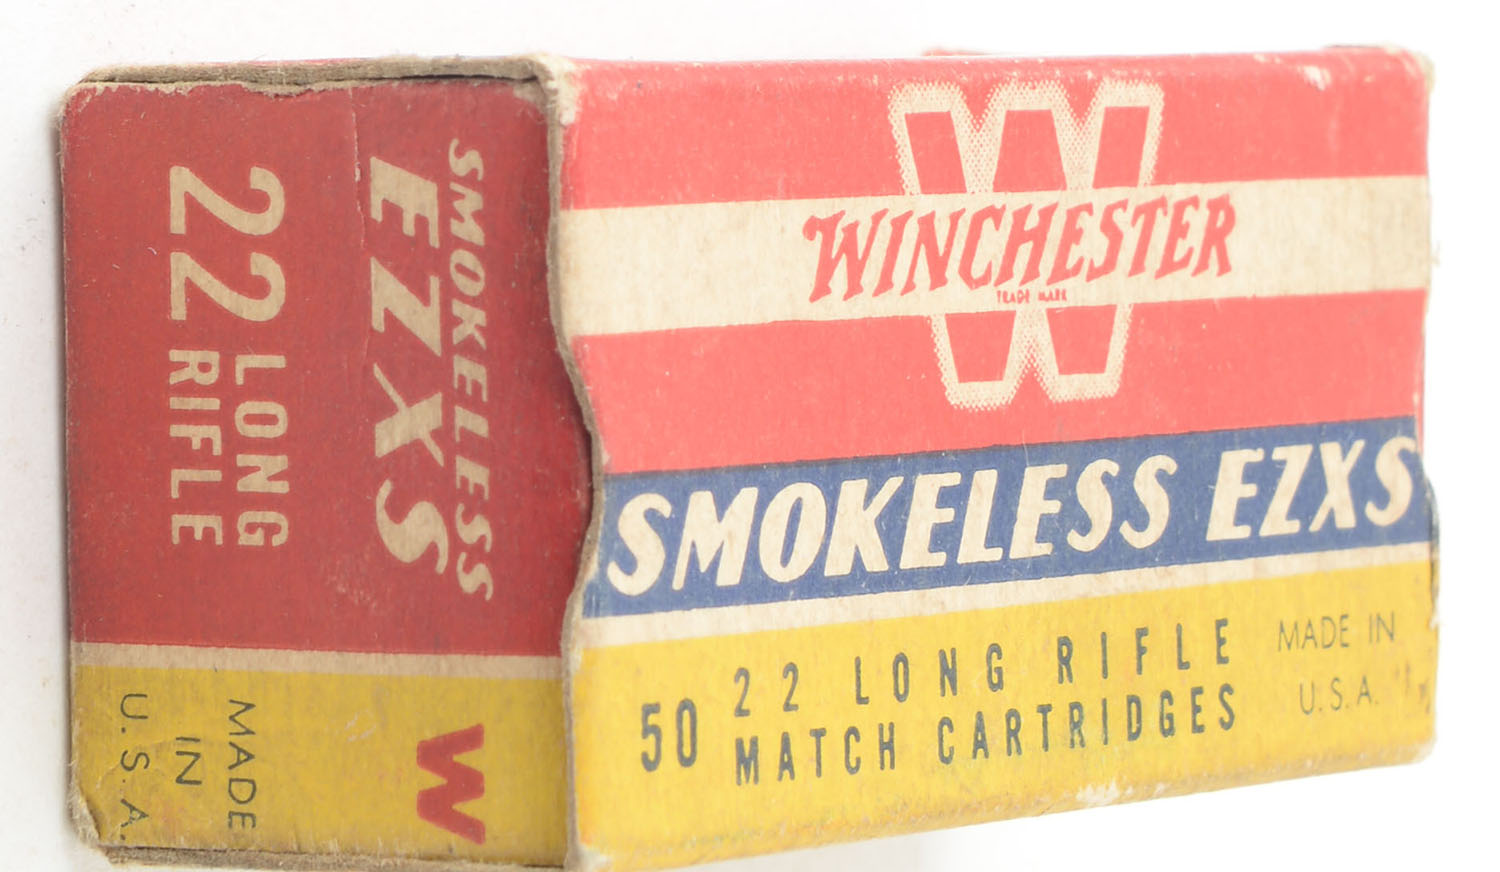 SMOKELESS
EZXS
22 LONG
RIFLE
MADE
IN
U.S.A.
W
W
WINCHESTER
TRADE MARK
SMOKELESS EZXS
50 22 LONG RIFLE
MATCH CARTRIDGES
MADE IN
U.S.A.